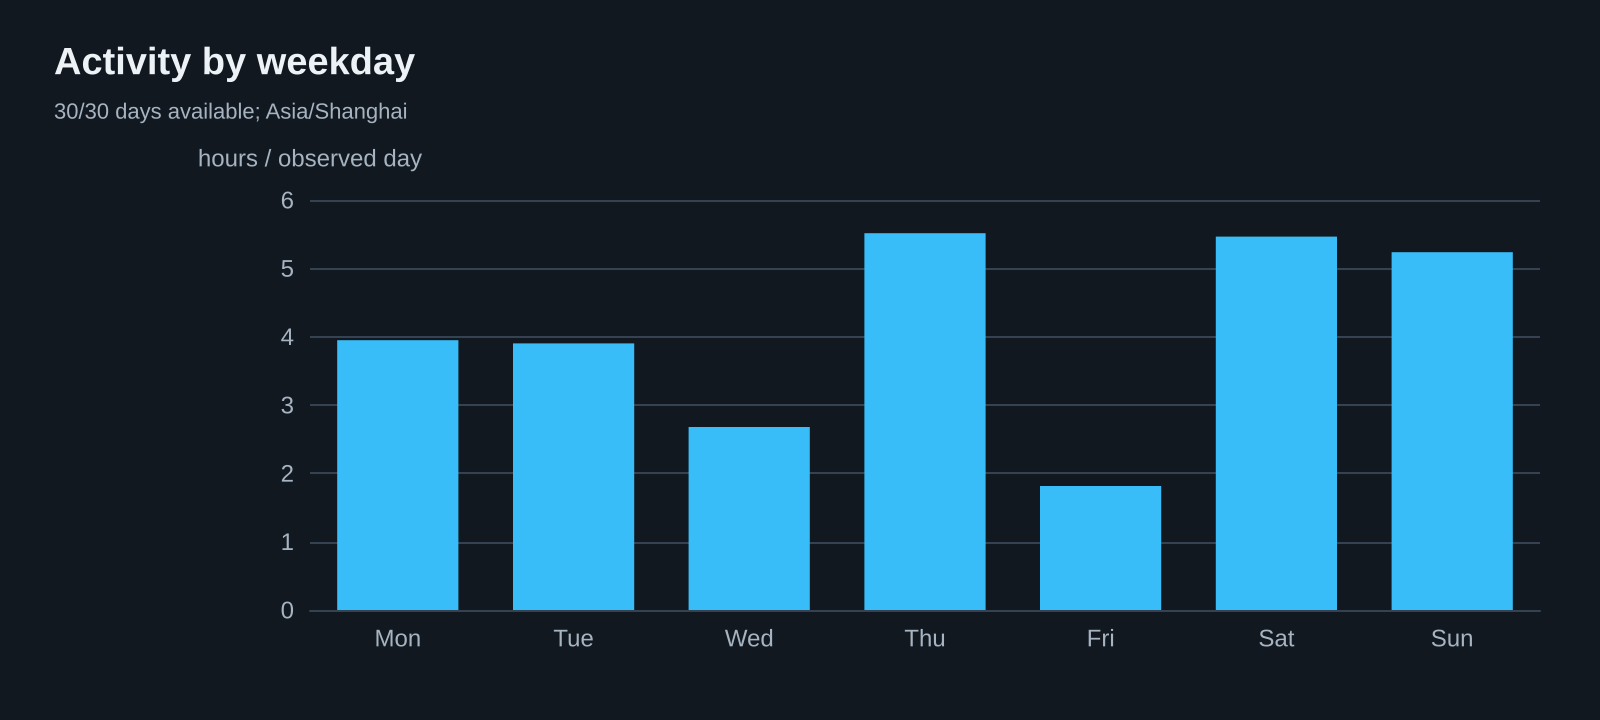 Activity by weekday
30/30 days available; Asia/Shanghai
hours / observed day
6
5
4
3
2
1
0
Mon Tue Wed Thu Fri Sat Sun